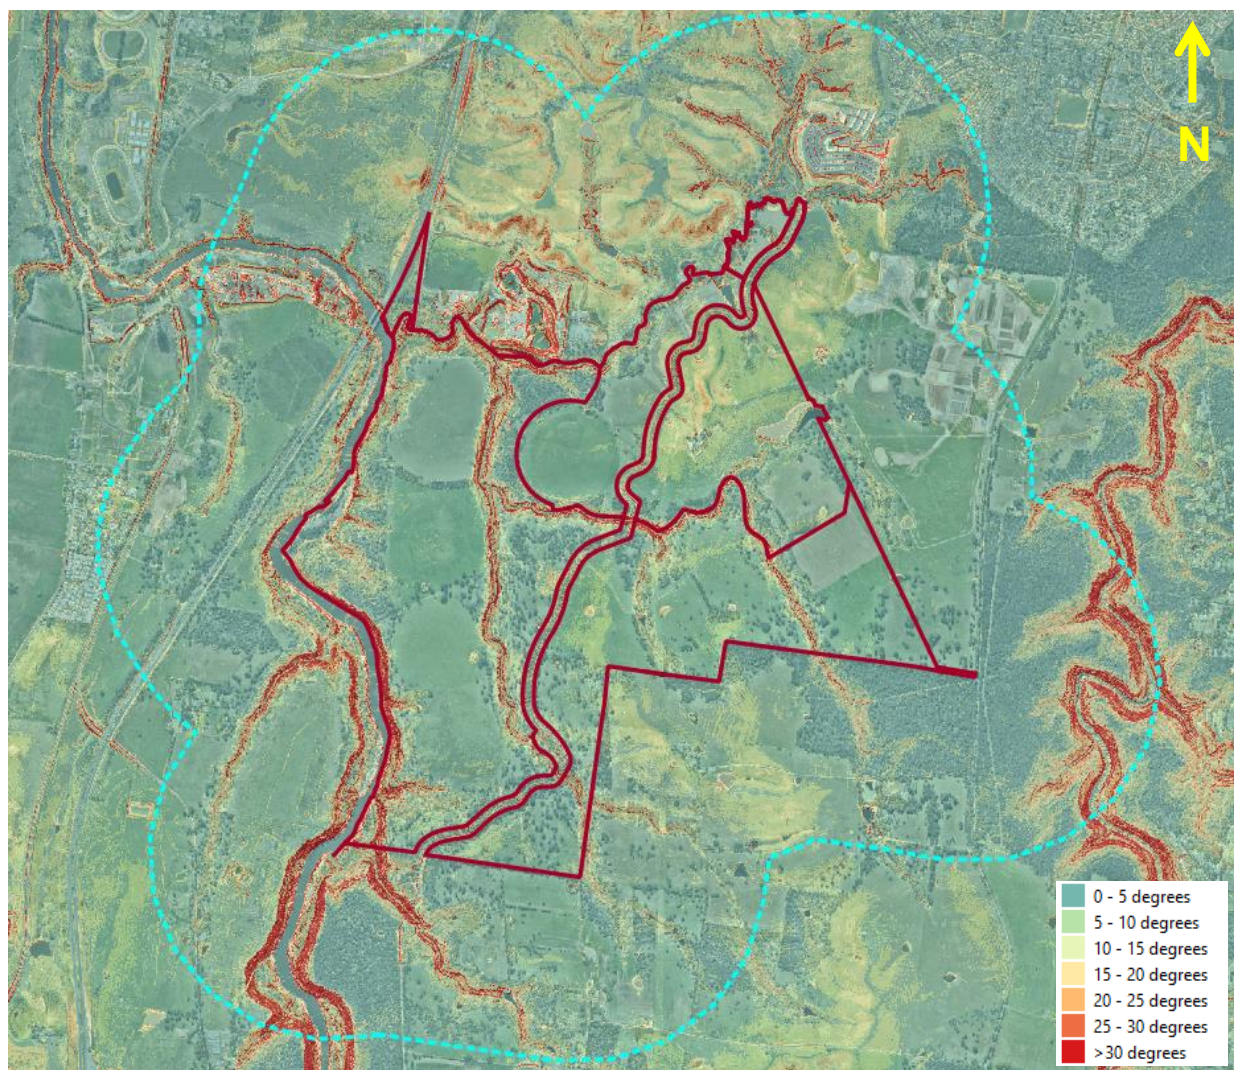 N
0 - 5 degrees
5 - 10 degrees
10 - 15 degrees
15 - 20 degrees
20 - 25 degrees
25 - 30 degrees
>30 degrees